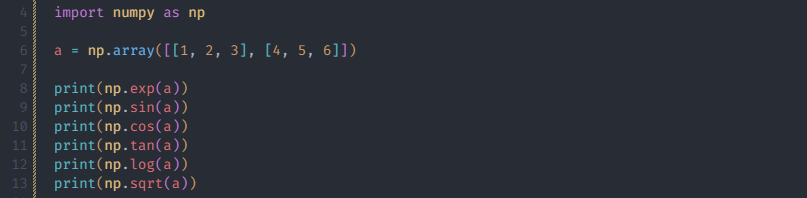 4 import numpy as np
5
6 a = np.array([[1, 2, 3], [4, 5, 6]])
7
8 print(np.exp(a))
9 print(np.sin(a))
10 print(np.cos(a))
11 print(np.tan(a))
12 print(np.log(a))
13 print(np.sqrt(a))